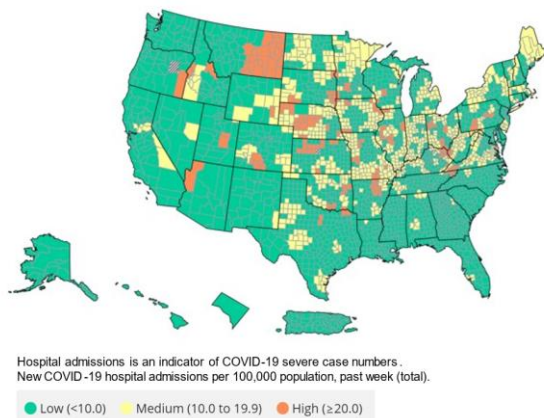 Hospital admissions is an indicator of COVID-19 severe case numbers.
New COVID-19 hospital admissions per 100,000 population, past week (total).
Low (<10.0) Medium (10.0 to 19.9) High (≥20.0)